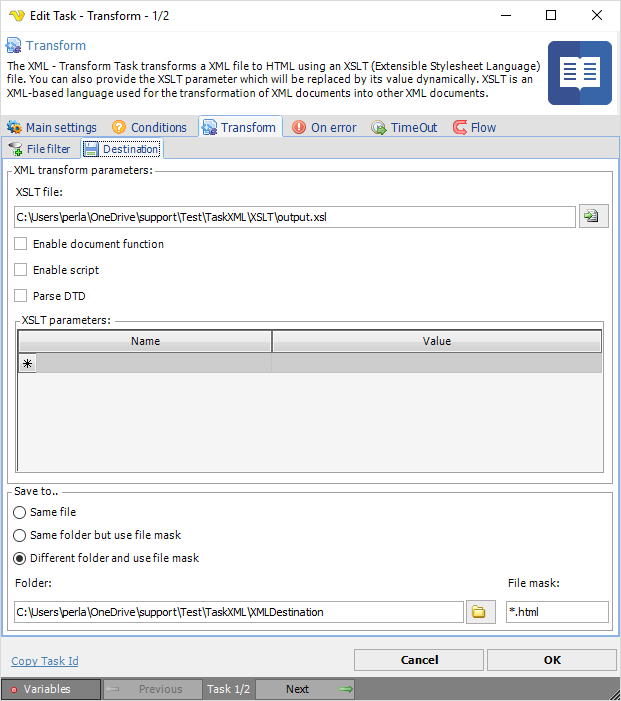 Edit Task - Transform - 1/2
Transform
The XML - Transform Task transforms a XML file to HTML using an XSLT (Extensible Stylesheet Language)
file. You can also provide the XSLT parameter which will be replaced by its value dynamically. XSLT is an
XML-based language used for the transformation of XML documents into other XML documents.
Main settings Conditions Transform On error TimeOut Flow
File filter Destination
XML transform parameters:
XSLT file:
C:\Users\perla\OneDrive\support\Test\TaskXML\XSLT\output.xsl
Enable document function
Enable script
Parse DTD
XSLT parameters:
Name Value
Save to..
Same file
Same folder but use file mask
Different folder and use file mask
Folder: File mask:
C:\Users\perla\OneDrive\support\Test\TaskXML\XMLDestination *.html
Copy Task Id Cancel OK
Variables Previous Task 1/2 Next